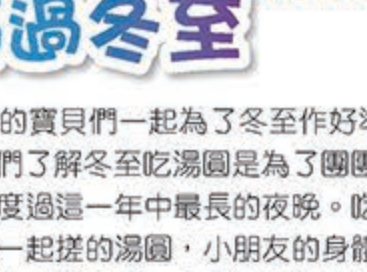 過冬至
的寶貝們一起為了冬至作好準
們了解冬至吃湯圓是為了團團
度過這一年中最長的夜晚。吃
一起搓的湯圓，小朋友的身體